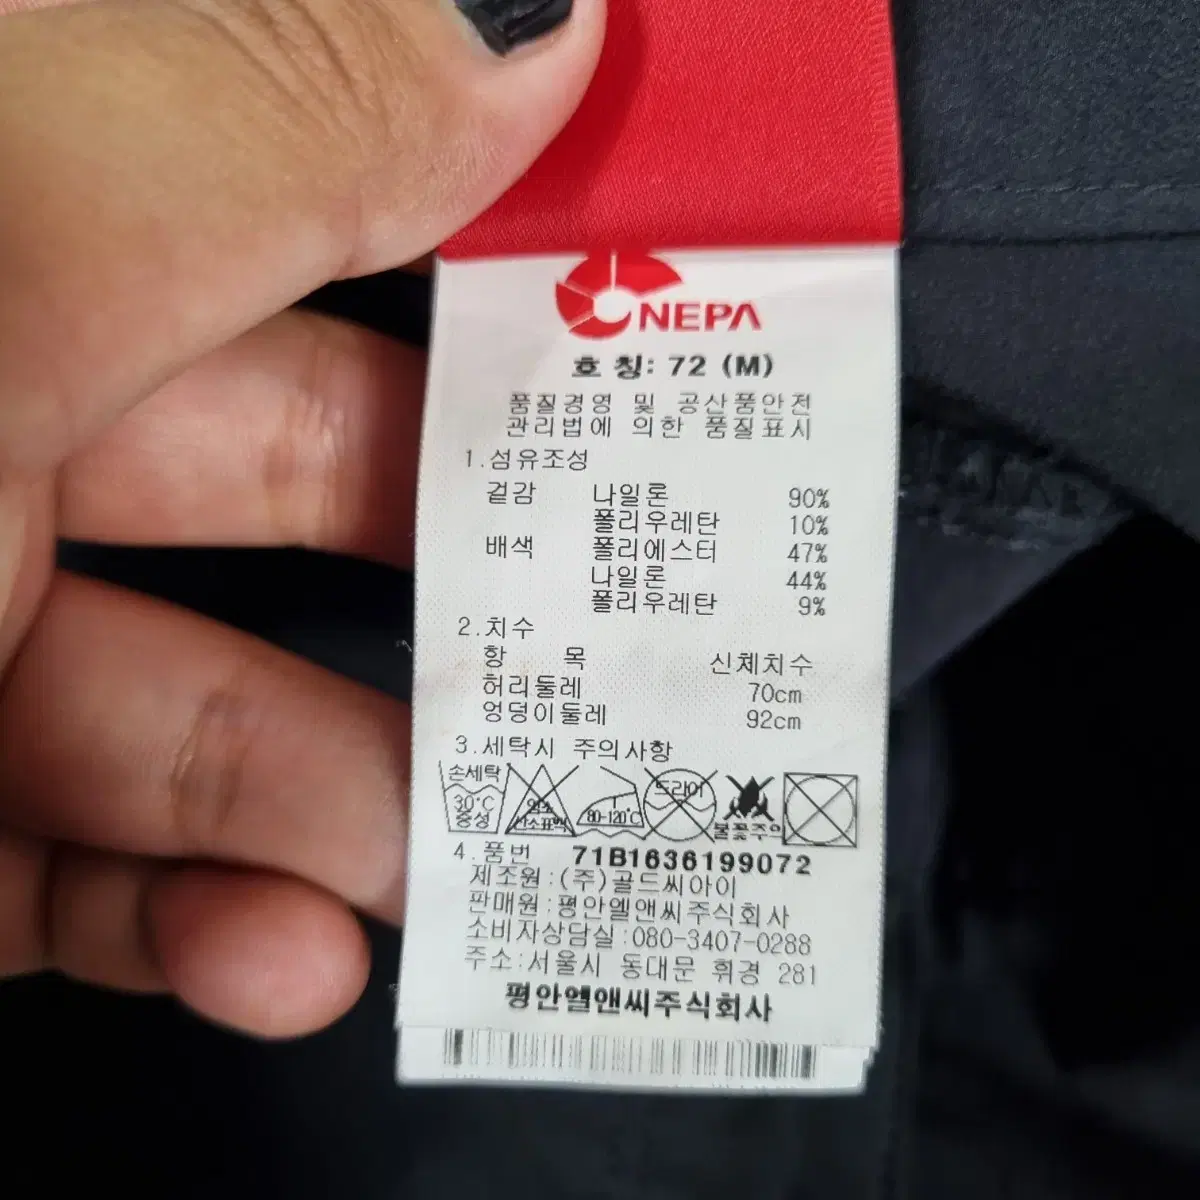 NEPA
호 칭: 72 (M)
품질경영 및 공산품안전
관리법에 의한 품질표시
1.섬유조성
겉감 나일론 90%
폴리우레탄 10%
배색 폴리에스터 47%
나일론 44%
폴리우레탄 9%
2.치수
항 목 신체치수
허리둘레 70cm
엉덩이둘레 92cm
3.세탁시 주의사항
손세탁
30°C
중성
염소
산소표백
80-120°C
드라이
불꽃주의
4.품번 71B1636199072
제조원:(주)골드씨아이
판매원:평안엘앤씨주식회사
소비자상담실:080-3407-0288
주소:서울시 동대문 휘경 281
평안엘앤씨주식회사